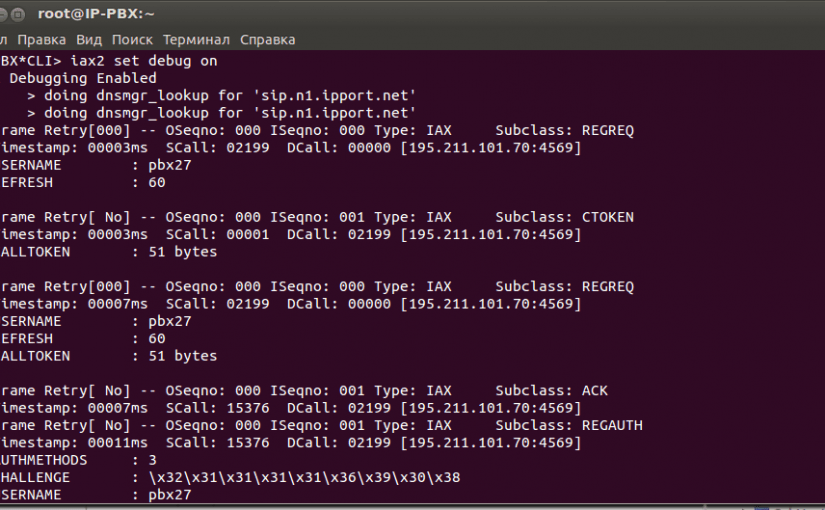 root@IP-PBX: ~
л Правка Вид Поиск Терминал Справка
BX*CLI> iax2 set debug on
Debugging Enabled
> doing dnsmgr_lookup for 'sip.n1.ipport.net'
> doing dnsmgr_lookup for 'sip.n1.ipport.net'
rame Retry[000] -- OSeqno: 000 ISeqno: 000 Type: IAX Subclass: REGREQ
imestamp: 00003ms SCall: 02199 DCall: 00000 [195.211.101.70:4569]
SERNAME : pbx27
EFRESH : 60
rame Retry[ No] -- OSeqno: 000 ISeqno: 001 Type: IAX Subclass: CTOKEN
imestamp: 00003ms SCall: 00001 DCall: 02199 [195.211.101.70:4569]
ALLTOKEN : 51 bytes
rame Retry[000] -- OSeqno: 000 ISeqno: 000 Type: IAX Subclass: REGREQ
imestamp: 00007ms SCall: 02199 DCall: 00000 [195.211.101.70:4569]
SERNAME : pbx27
EFRESH : 60
ALLTOKEN : 51 bytes
rame Retry[ No] -- OSeqno: 000 ISeqno: 001 Type: IAX Subclass: ACK
imestamp: 00007ms SCall: 15376 DCall: 02199 [195.211.101.70:4569]
rame Retry[ No] -- OSeqno: 000 ISeqno: 001 Type: IAX Subclass: REGAUTH
imestamp: 00011ms SCall: 15376 DCall: 02199 [195.211.101.70:4569]
UTHMETHODS : 3
HALLENGE : \x32\x31\x31\x31\x31\x36\x39\x30\x38
SERNAME : pbx27